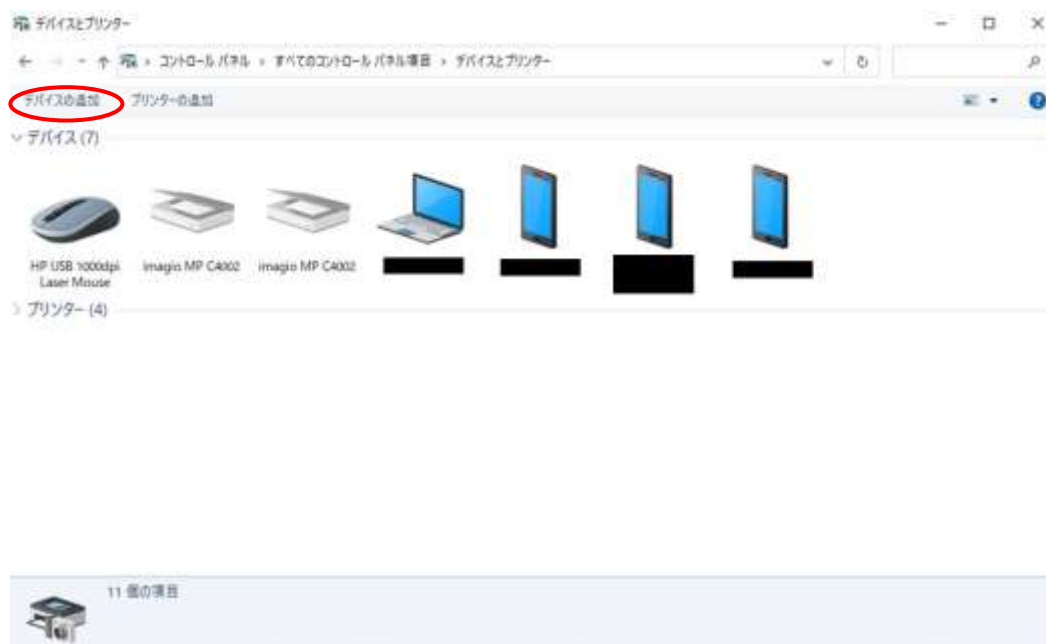 デバイスとプリンター
コントロール パネル › すべてのコントロール パネル項目 › デバイスとプリンター
デバイスの追加 プリンターの追加
デバイス (7)
HP USB 1000dpi Laser Mouse
imagio MP C4002
imagio MP C4002
プリンター (4)
11 個の項目